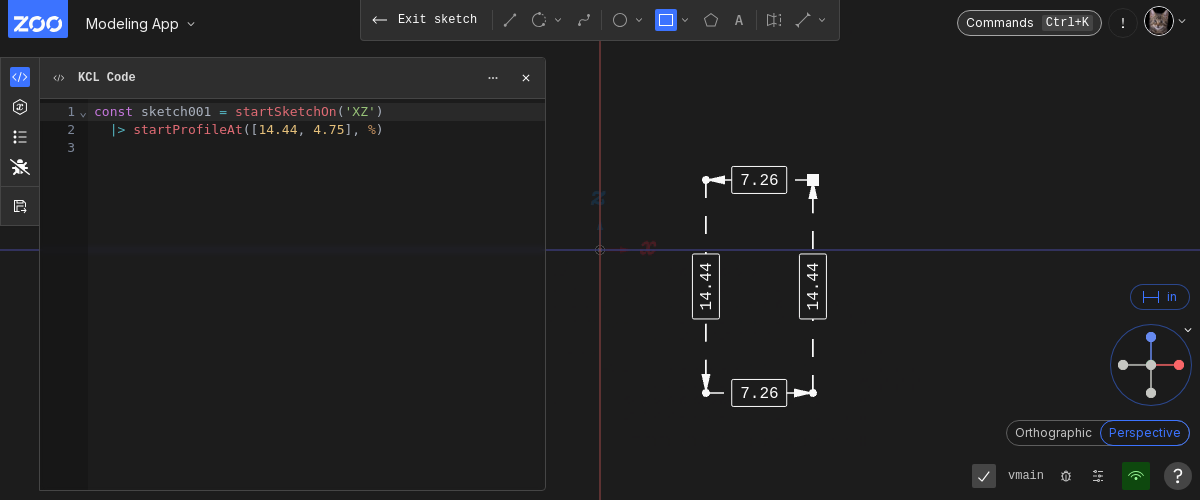 ZOO
Modeling App
Exit sketch
A
Commands Ctrl+K
!
</> KCL Code
1 const sketch001 = startSketchOn('XZ')
2 |> startProfileAt([14.44, 4.75], %)
3
7.26
z
x
14.44
14.44
7.26
in
Orthographic Perspective
vmain
?